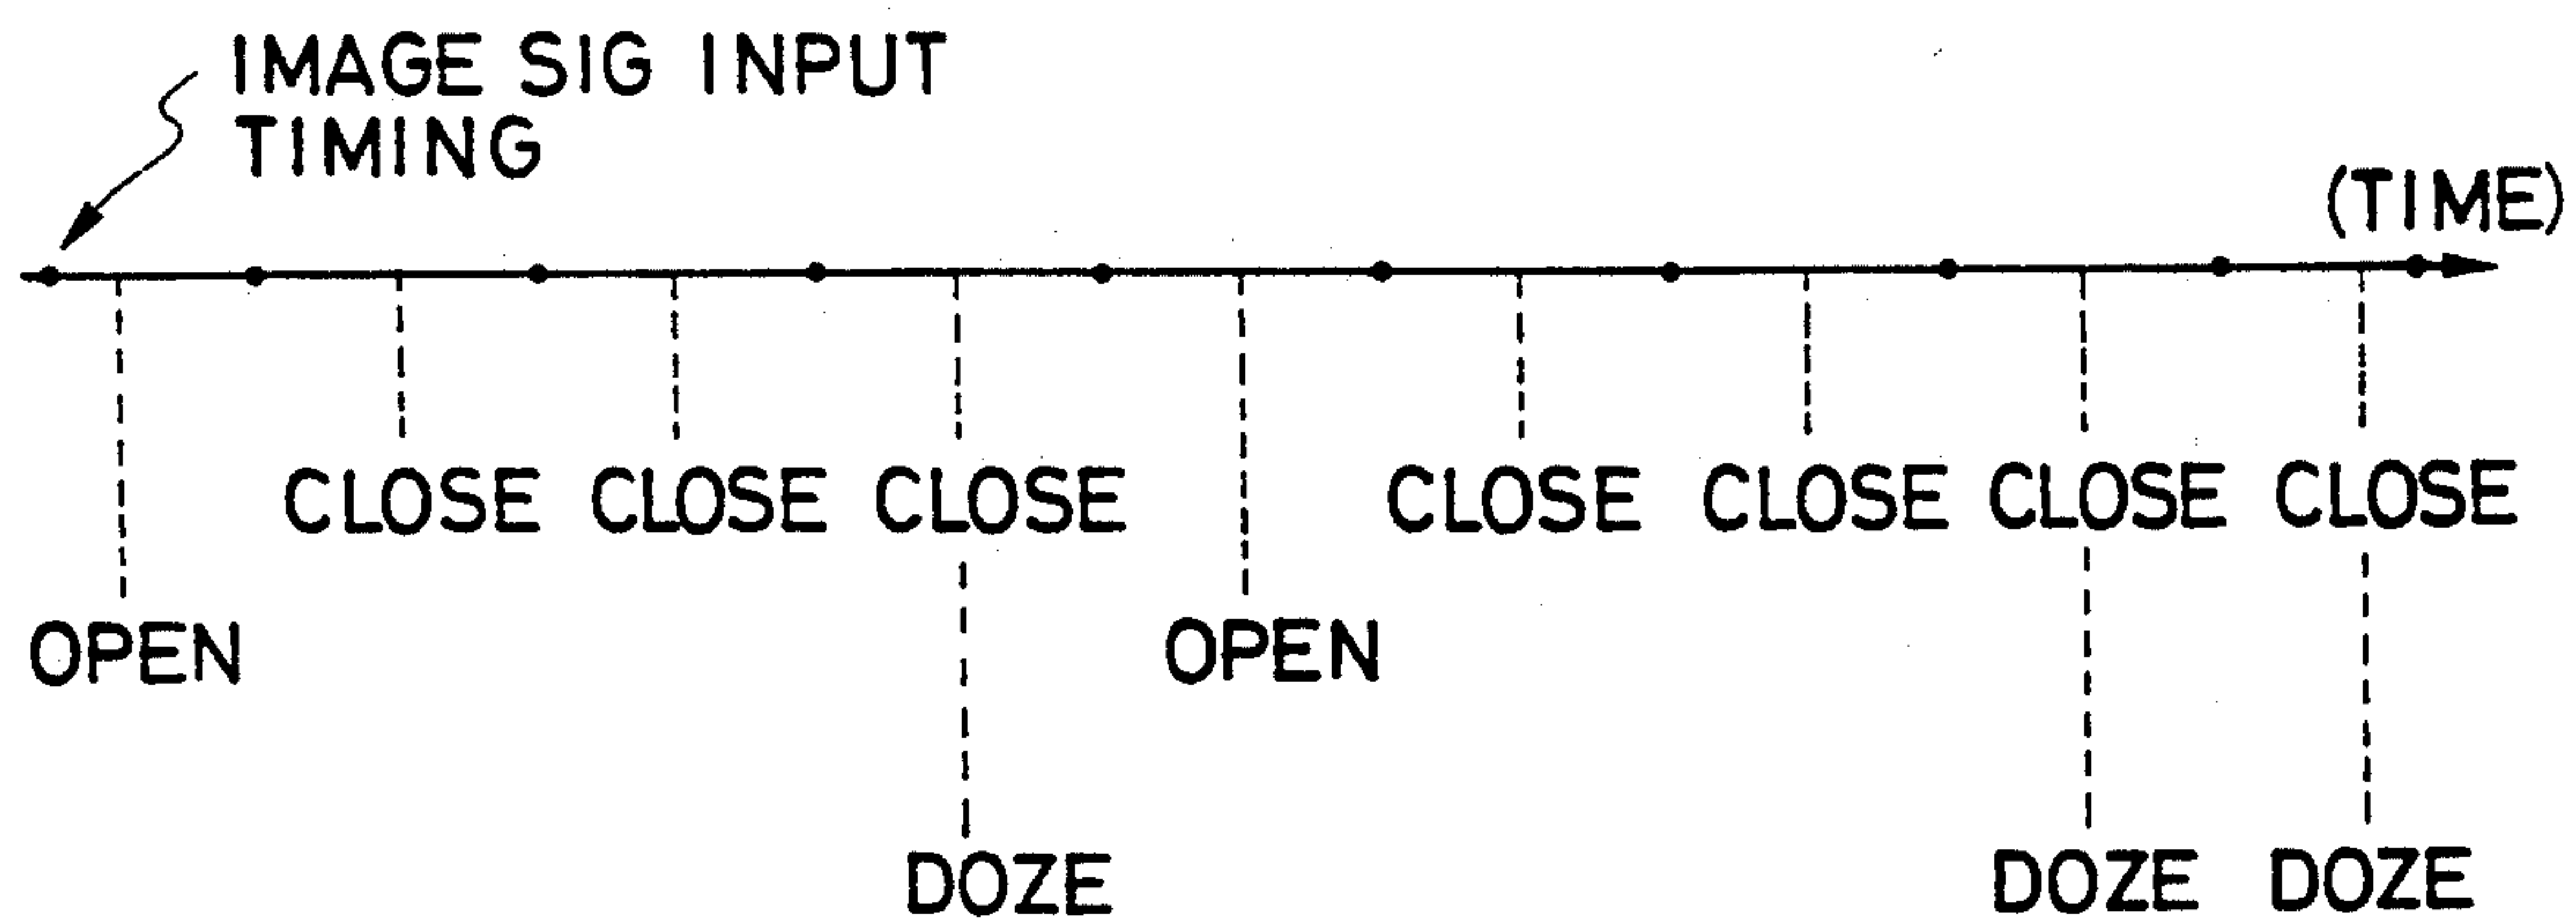 IMAGE SIG INPUT
TIMING
(TIME)
CLOSE CLOSE CLOSE CLOSE CLOSE CLOSE CLOSE
OPEN OPEN
DOZE DOZE DOZE